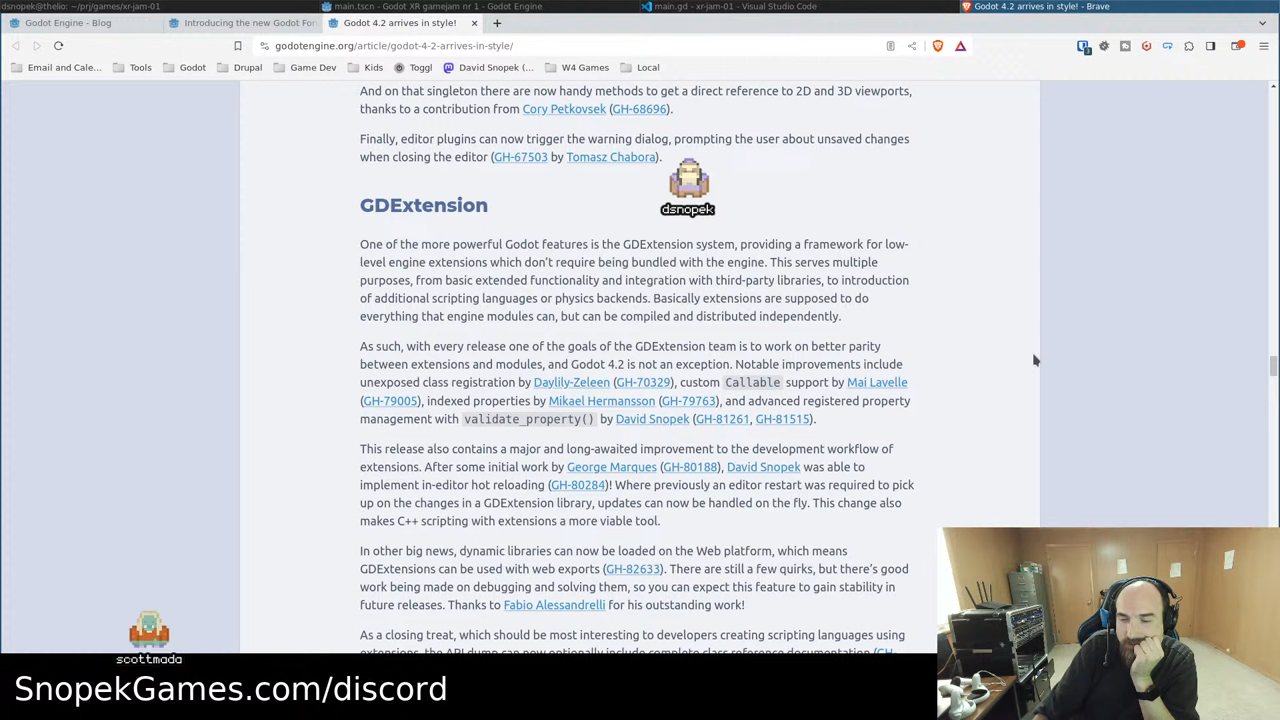 dsnopek@thelio: ~/prj/games/xr-jam-01
main.tscn - Godot XR gamejam nr 1 - Godot Engine
main.gd - xr-jam-01 - Visual Studio Code
Godot 4.2 arrives in style! - Brave
Godot Engine - Blog
Introducing the new Godot For
Godot 4.2 arrives in style!
godotengine.org/article/godot-4-2-arrives-in-style/
Email and Cale...
Tools
Godot
Drupal
Game Dev
Kids
Toggl
David Snopek (...
W4 Games
Local
And on that singleton there are now handy methods to get a direct reference to 2D and 3D viewports,
thanks to a contribution from Cory Petkovsek (GH-68696).
Finally, editor plugins can now trigger the warning dialog, prompting the user about unsaved changes
when closing the editor (GH-67503 by Tomasz Chabora).
dsnopek
GDExtension
One of the more powerful Godot features is the GDExtension system, providing a framework for low-
level engine extensions which don't require being bundled with the engine. This serves multiple
purposes, from basic extended functionality and integration with third-party libraries, to introduction
of additional scripting languages or physics backends. Basically extensions are supposed to do
everything that engine modules can, but can be compiled and distributed independently.
As such, with every release one of the goals of the GDExtension team is to work on better parity
between extensions and modules, and Godot 4.2 is not an exception. Notable improvements include
unexposed class registration by Daylily-Zeleen (GH-70329), custom Callable support by Mai Lavelle
(GH-79005), indexed properties by Mikael Hermansson (GH-79763), and advanced registered property
management with validate_property() by David Snopek (GH-81261, GH-81515).
This release also contains a major and long-awaited improvement to the development workflow of
extensions. After some initial work by George Marques (GH-80188), David Snopek was able to
implement in-editor hot reloading (GH-80284)! Where previously an editor restart was required to pick
up on the changes in a GDExtension library, updates can now be handled on the fly. This change also
makes C++ scripting with extensions a more viable tool.
In other big news, dynamic libraries can now be loaded on the Web platform, which means
GDExtensions can be used with web exports (GH-82633). There are still a few quirks, but there's good
work being made on debugging and solving them, so you can expect this feature to gain stability in
future releases. Thanks to Fabio Alessandrelli for his outstanding work!
As a closing treat, which should be most interesting to developers creating scripting languages using
extensions, the API dump can now optionally include complete class reference documentation (GH-
scottmada
SnopekGames.com/discord